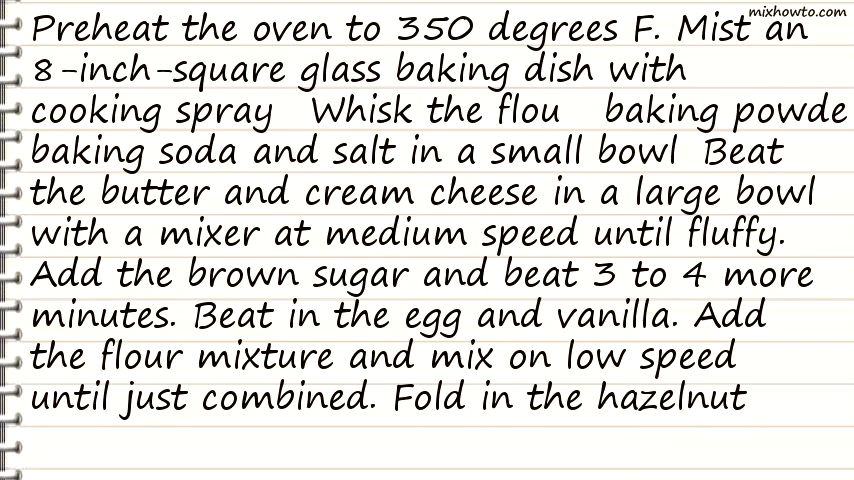 mixhowto.com
Preheat the oven to 350 degrees F. Mist an
8-inch-square glass baking dish with
cooking spray Whisk the flou baking powde
baking soda and salt in a small bowl Beat
the butter and cream cheese in a large bowl
with a mixer at medium speed until fluffy.
Add the brown sugar and beat 3 to 4 more
minutes. Beat in the egg and vanilla. Add
the flour mixture and mix on low speed
until just combined. Fold in the hazelnut